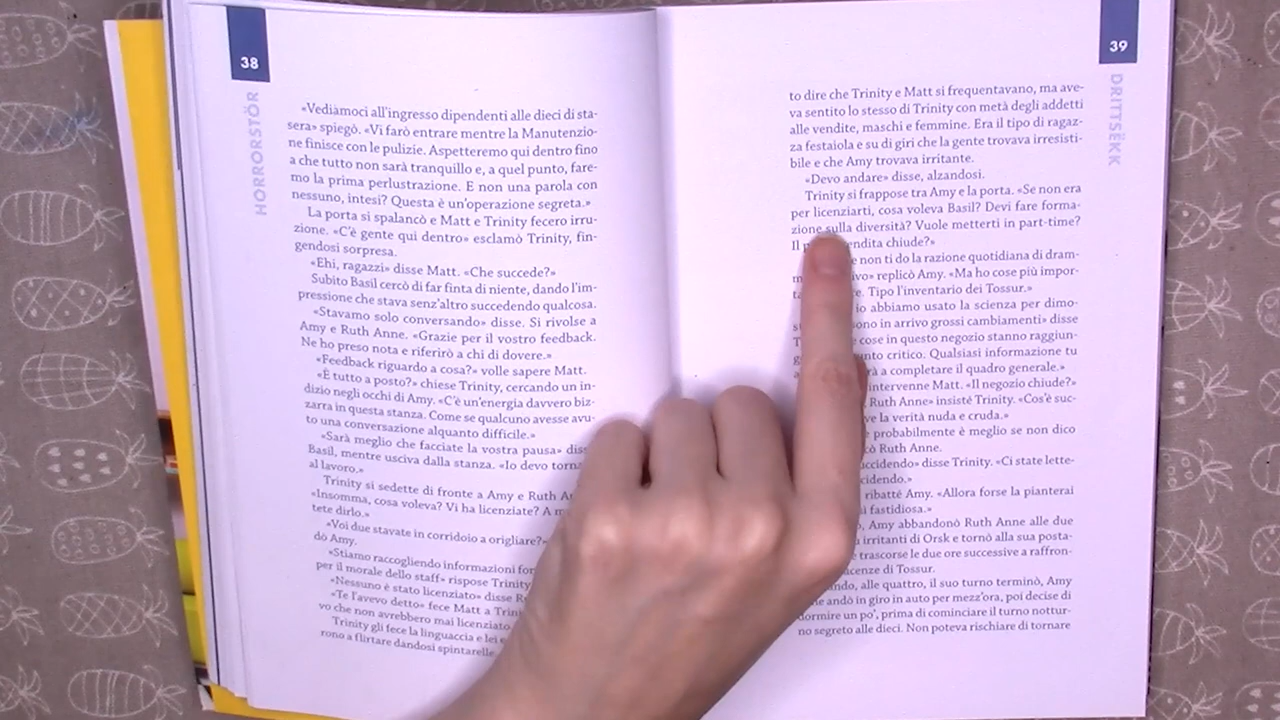 38
HORRORSTÖR
«Vediamoci all'ingresso dipendenti alle dieci di sta-
sera» spiegò. «Vi farò entrare mentre la Manutenzio-
ne finisce con le pulizie. Aspetteremo qui dentro fino
a che tutto non sarà tranquillo e, a quel punto, fare-
mo la prima perlustrazione. E non una parola con
nessuno, intesi? Questa è un'operazione segreta.»
La porta si spalancò e Matt e Trinity fecero irru-
zione. «C'è gente qui dentro» esclamò Trinity, fin-
gendosi sorpresa.
«Ehi, ragazzi» disse Matt. «Che succede?»
Subito Basil cercò di far finta di niente, dando l'im-
pressione che stava senz'altro succedendo qualcosa.
«Stavamo solo conversando» disse. Si rivolse a
Amy e Ruth Anne. «Grazie per il vostro feedback.
Ne ho preso nota e riferirò a chi di dovere.»
«Feedback riguardo a cosa?» volle sapere Matt.
«È tutto a posto?» chiese Trinity, cercando un in-
dizio negli occhi di Amy. «C'è un'energia davvero biz-
zarra in questa stanza. Come se qualcuno avesse avu-
to una conversazione alquanto difficile.»
«Sarà meglio che facciate la vostra pausa» diss
Basil, mentre usciva dalla stanza. «Io devo torna
al lavoro.»
Trinity si sedette di fronte a Amy e Ruth A
«Insomma, cosa voleva? Vi ha licenziate? A m
tete dirlo.»
«Voi due stavate in corridoio a origliare?»
dò Amy.
«Stiamo raccogliendo informazioni for
per il morale dello staff» rispose Trinity
«Nessuno è stato licenziato» disse R
«Te l'avevo detto» fece Matt a Trin
vo che non avrebbero mai licenziato
Trinity gli fece la linguaccia e lei e
rono a flirtare dandosi spintarelle
39
DRITTSËKK
to dire che Trinity e Matt si frequentavano, ma ave-
va sentito lo stesso di Trinity con metà degli addetti
alle vendite, maschi e femmine. Era il tipo di ragaz-
za festaiola e su di giri che la gente trovava irresisti-
bile e che Amy trovava irritante.
«Devo andare» disse, alzandosi.
Trinity si frappose tra Amy e la porta. «Se non era
per licenziarti, cosa voleva Basil? Devi fare forma-
zione sulla diversità? Vuole metterti in part-time?
Il p endita chiude?»
e non ti do la razione quotidiana di dram-
m ivo» replicò Amy. «Ma ho cose più impor-
ta re. Tipo l'inventario dei Tossur.»
io abbiamo usato la scienza per dimo-
st ono in arrivo grossi cambiamenti» disse
T cose in questo negozio stanno raggiun-
g nto critico. Qualsiasi informazione tu
a à a completare il quadro generale.»
intervenne Matt. «Il negozio chiude?»
Ruth Anne» insisté Trinity. «Cos'è suc-
ve la verità nuda e cruda.»
e probabilmente è meglio se non dico
cò Ruth Anne.
ccidendo» disse Trinity. «Ci state lette-
cidendo.»
ribatté Amy. «Allora forse la pianterai
ì fastidiosa.»
, Amy abbandonò Ruth Anne alle due
irritanti di Orsk e tornò alla sua posta-
trascorse le due ore successive a raffron-
acenze di Tossur.
ndo, alle quattro, il suo turno terminò, Amy
ne andò in giro in auto per mezz'ora, poi decise di
dormire un po', prima di cominciare il turno nottur-
no segreto alle dieci. Non poteva rischiare di tornare